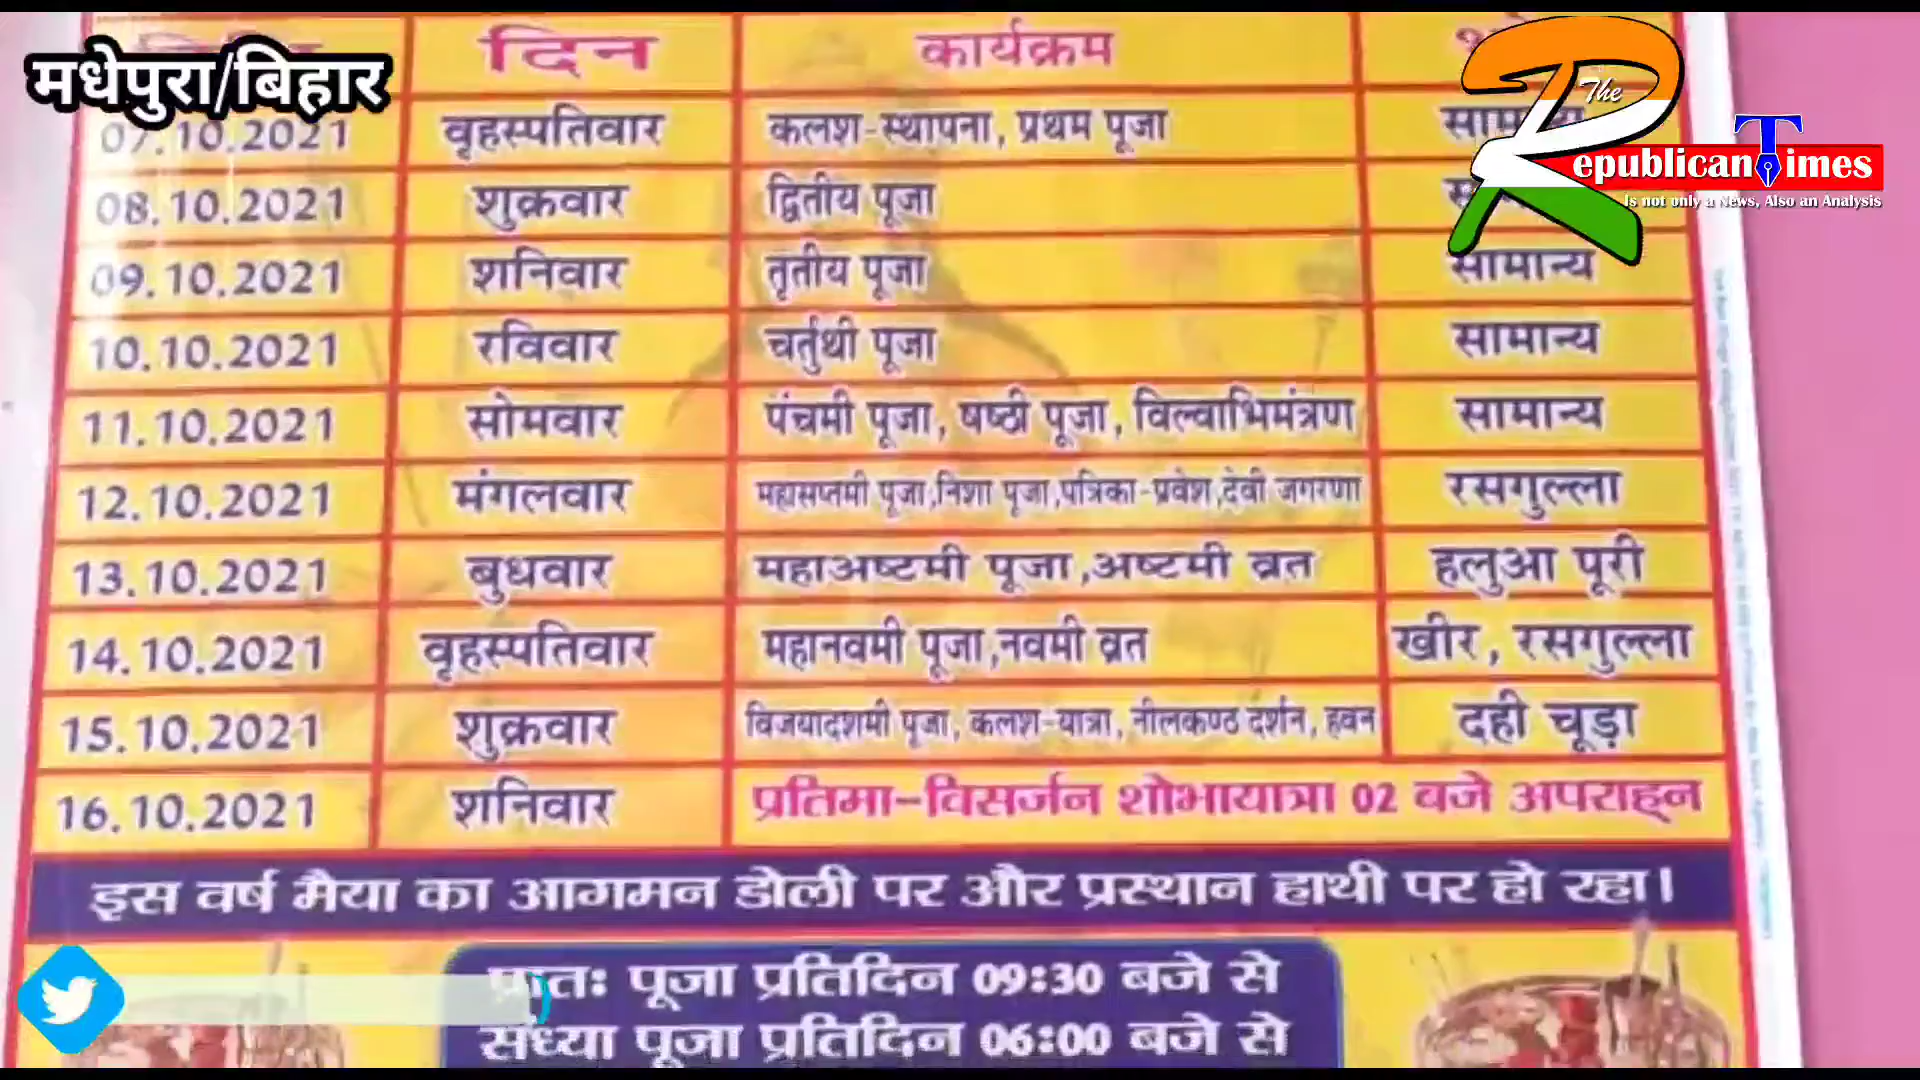 मधेपुरा/बिहार
दिन कार्यक्रम
The Republican Times
Is not only a News, Also an Analysis
07.10.2021 वृहस्पतिवार कलश-स्थापना, प्रथम पूजा सामान्य
08.10.2021 शुक्रवार द्वितीय पूजा
09.10.2021 शनिवार तृतीय पूजा सामान्य
10.10.2021 रविवार चर्तुथी पूजा सामान्य
11.10.2021 सोमवार पंचमी पूजा, षष्ठी पूजा, विल्वाभिमंत्रण सामान्य
12.10.2021 मंगलवार महासप्तमी पूजा,निशा पूजा,पत्रिका-प्रवेश,देवी जगरणा रसगुल्ला
13.10.2021 बुधवार महाअष्टमी पूजा,अष्टमी व्रत हलुआ पूरी
14.10.2021 वृहस्पतिवार महानवमी पूजा,नवमी व्रत खीर, रसगुल्ला
15.10.2021 शुक्रवार विजयादशमी पूजा, कलश-यात्रा, नीलकण्ठ दर्शन, हवन दही चूड़ा
16.10.2021 शनिवार प्रतिमा-विसर्जन शोभायात्रा 02 बजे अपराह्न
इस वर्ष मैया का आगमन डोली पर और प्रस्थान हाथी पर हो रहा।
प्रातः पूजा प्रतिदिन 09:30 बजे से
संध्या पूजा प्रतिदिन 06:00 बजे से